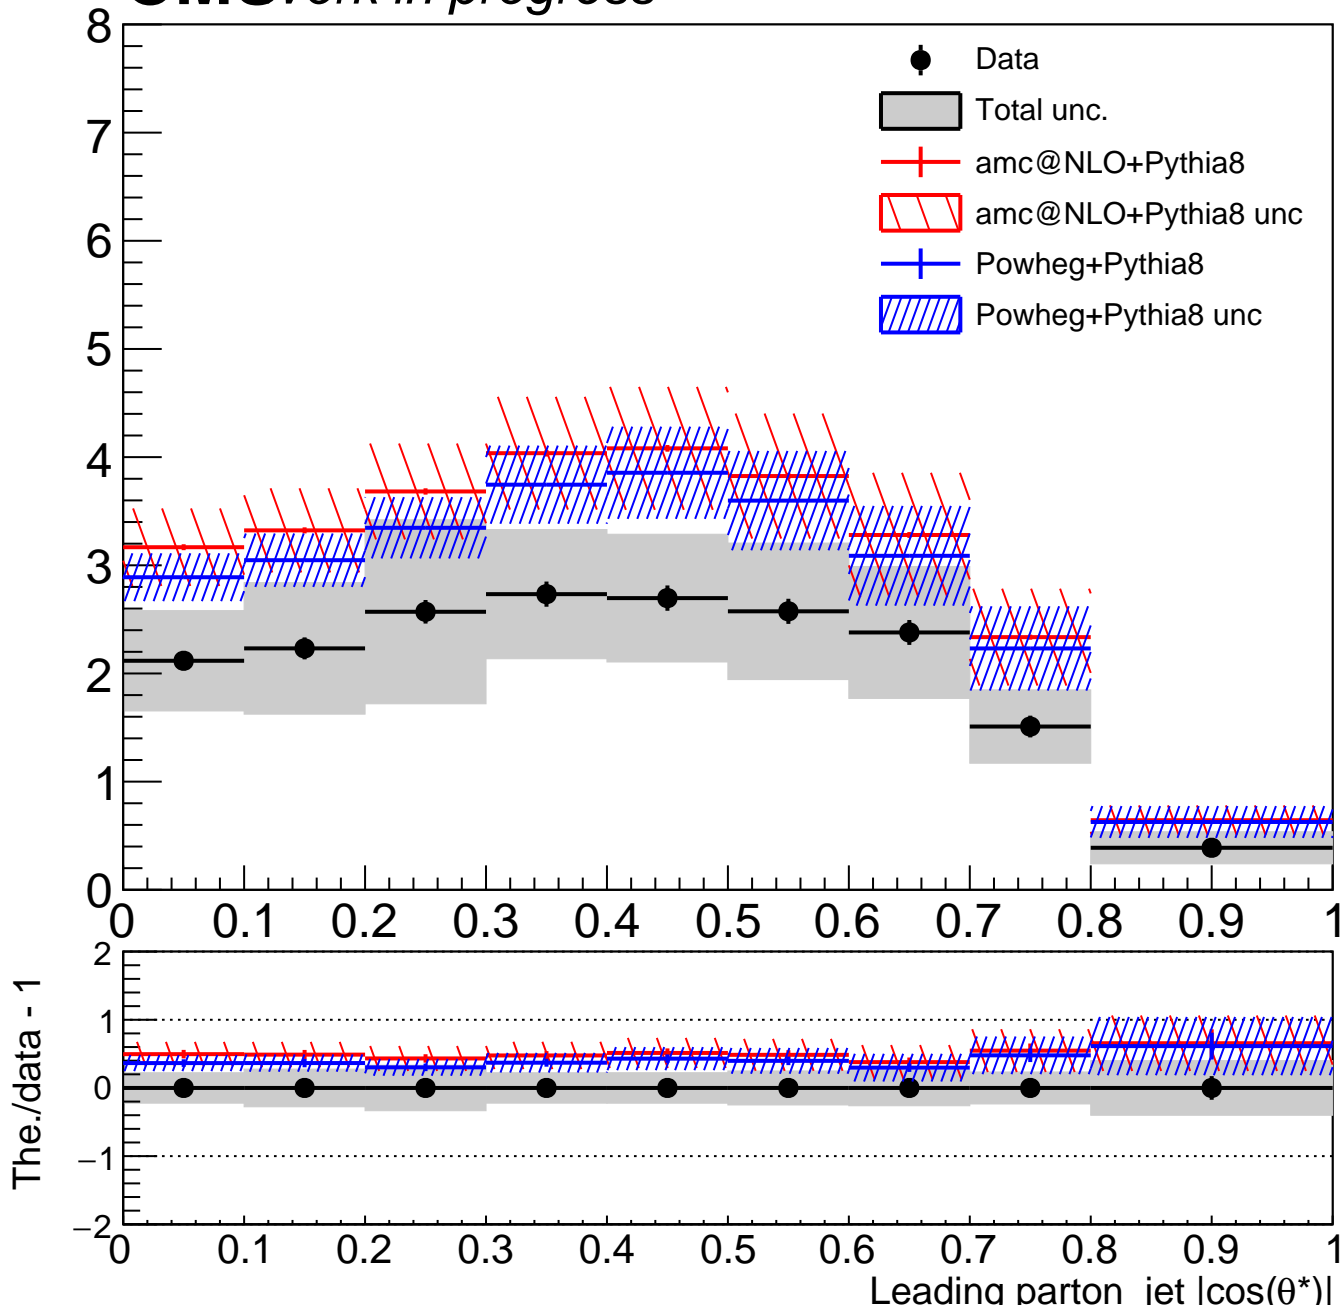 CMS Work in progress
8
7
6
5
4
3
2
1
0
Data
Total unc.
amc@NLO+Pythia8
amc@NLO+Pythia8 unc
Powheg+Pythia8
Powheg+Pythia8 unc
0 0.1 0.2 0.3 0.4 0.5 0.6 0.7 0.8 0.9 1
2
1
0
−1
−2
The./data - 1
0 0.1 0.2 0.3 0.4 0.5 0.6 0.7 0.8 0.9 1
Leading parton jet |cos(θ*)|